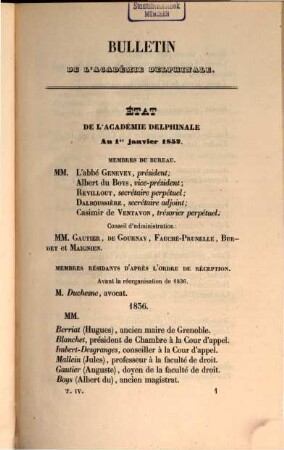 Staatsbibliothek
MÜNCHEN
BULLETIN
DE L'ACADÉMIE DELPHINALE.
ÉTAT
DE L'ACADÉMIE DELPHINALE
Au 1er janvier 1852.
MEMBRES DU BUREAU.
MM. L'abbé GENEVEY, président;
Albert du BOYS, vice-président;
REVILLOUT, secrétaire perpétuel;
DALBOUSSIÈRE, secrétaire adjoint;
Casimir de VENTAVON, trésorier perpétuel.
Conseil d'administration.
MM. GAUTIER, DE GOURNAY, FAUCHÉ-PRUNELLE, BUR-
DET et MAIGNIEN.
MEMBRES RÉSIDANTS D'APRÈS L'ORDRE DE RÉCEPTION.
Avant la réorganisation de 1836.
M. Duchesne, avocat.
1836.
MM.
Berriat (Hugues), ancien maire de Grenoble.
Blanchet, président de Chambre à la Cour d'appel.
Imbert-Desgranges, conseiller à la Cour d'appel.
Mallein (Jules), professeur à la faculté de droit.
Gautier (Auguste), doyen de la faculté de droit.
Boys (Albert du), ancien magistrat.
T. IV. 1